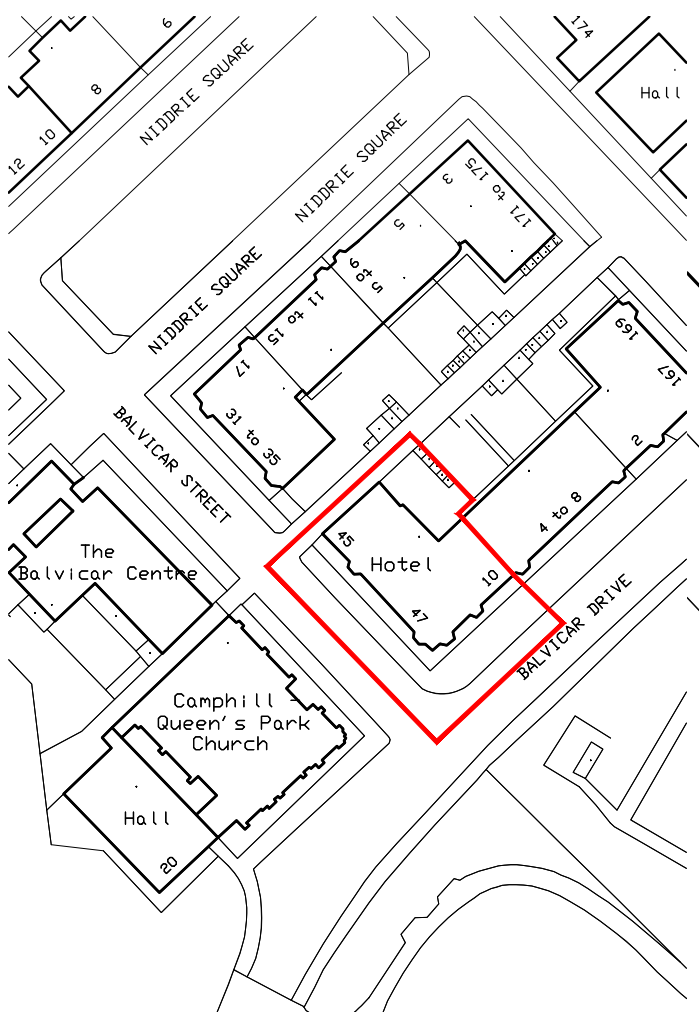 6
174
NIDDRIE SQUARE
8
Hall
10
12
NIDDRIE SQUARE
3
171 to 175
5
NIDDRIE SQUARE
5 to 9
11 to 15
17
169
167
31 to 35
BALVICAR STREET
2
4 to 8
45
The
Balvicar Centre
Hotel
10
47
BALVICAR DRIVE
Camphill -
Queen's Park
Church
Hall
20